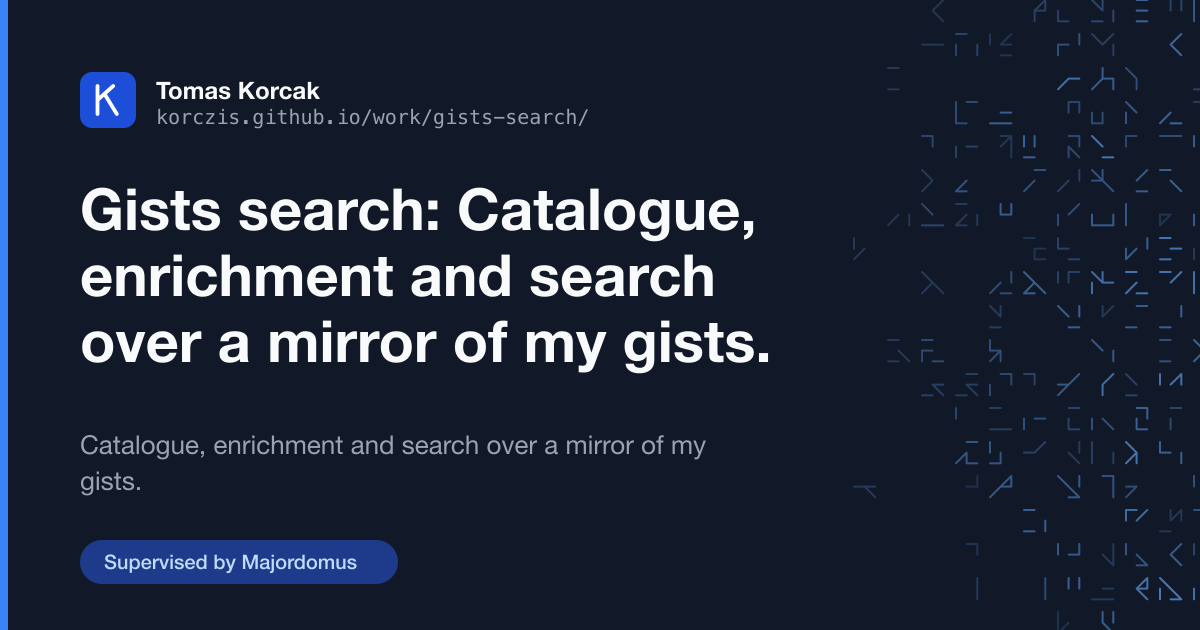 K
Tomas Korcak
korczis.github.io/work/gists-search/
Gists search: Catalogue,
enrichment and search
over a mirror of my gists.
Catalogue, enrichment and search over a mirror of my
gists.
Supervised by Majordomus